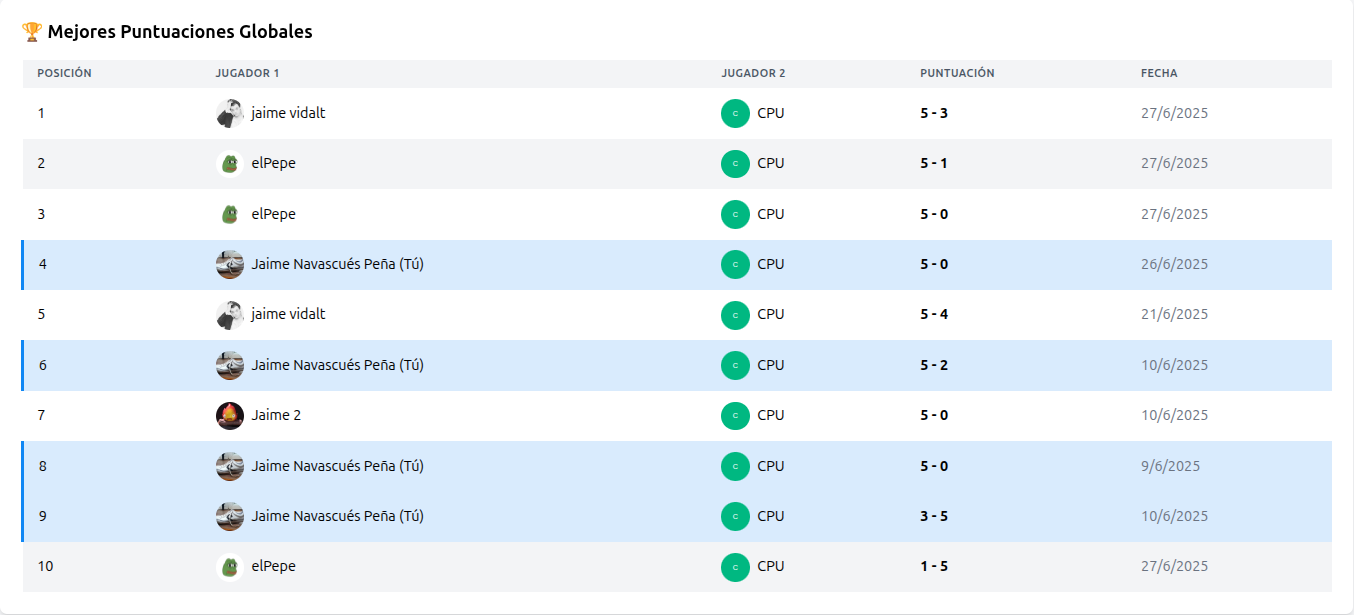 🏆 Mejores Puntuaciones Globales
POSICIÓN JUGADOR 1 JUGADOR 2 PUNTUACIÓN FECHA
1 jaime vidalt C CPU 5 - 3 27/6/2025
2 elPepe C CPU 5 - 1 27/6/2025
3 elPepe C CPU 5 - 0 27/6/2025
4 Jaime Navascués Peña (Tú) C CPU 5 - 0 26/6/2025
5 jaime vidalt C CPU 5 - 4 21/6/2025
6 Jaime Navascués Peña (Tú) C CPU 5 - 2 10/6/2025
7 Jaime 2 C CPU 5 - 0 10/6/2025
8 Jaime Navascués Peña (Tú) C CPU 5 - 0 9/6/2025
9 Jaime Navascués Peña (Tú) C CPU 3 - 5 10/6/2025
10 elPepe C CPU 1 - 5 27/6/2025